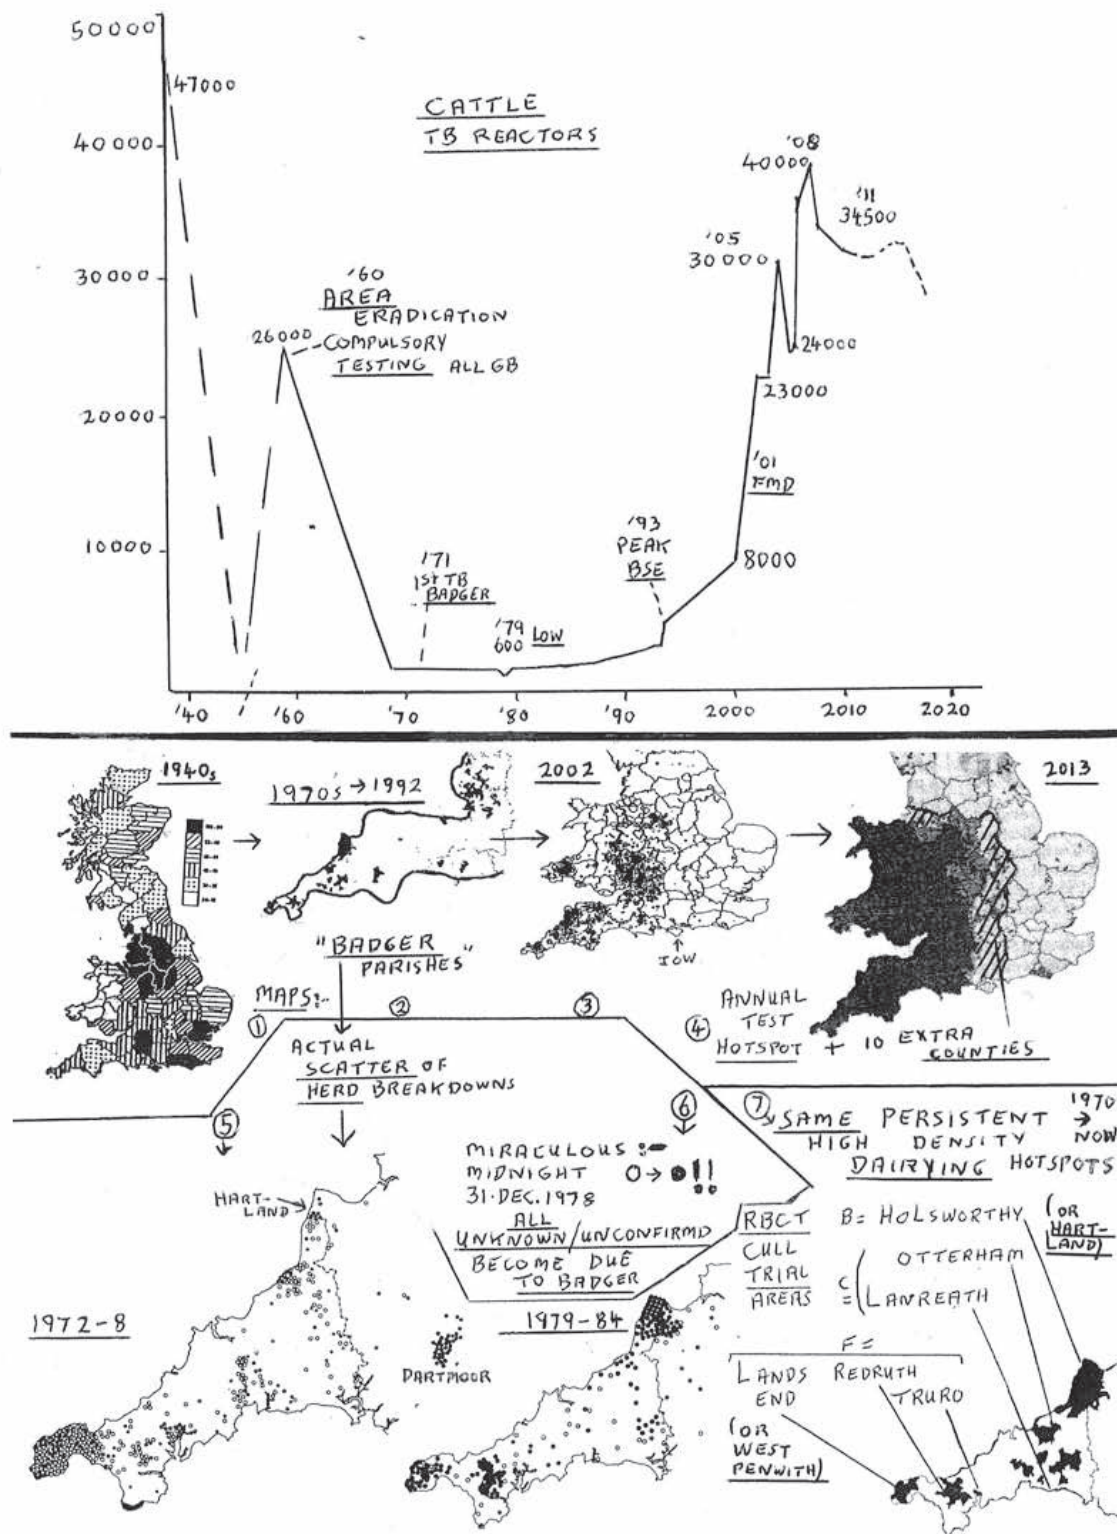 50000
47000
CATTLE
TB REACTORS
40000
'08
40000
'11
34500
'05
30000
30000
'60
AREA
ERADICATION
26000
COMPULSORY
TESTING ALL GB
24000
23000
20000
'01
FMD
'93
PEAK
BSE
10000
8000
'71
1ST TB
BADGER
'79
600 LOW
'40
'60
'70
'80
'90
2000
2010
2020
1940s
1970s → 1992
2002
2013
"BADGER
PARISHES"
IOW
MAPS:-
①
②
③
④
ANNUAL
TEST
HOTSPOT + 10 EXTRA
COUNTIES
ACTUAL
SCATTER OF
HERD BREAKDOWNS
⑤
⑥
⑦
SAME PERSISTENT 1970
HIGH DENSITY → NOW
DAIRYING HOTSPOTS
MIRACULOUS :-
MIDNIGHT O → ● !!
31.DEC.1978
ALL
UNKNOWN/UNCONFIRMD
BECOME DUE
TO BADGER
HART-
LAND
RBCT
CULL
TRIAL
AREAS
B = HOLSWORTHY
(OR
HART-
LAND)
C =
OTTERHAM
LANREATH
1972-8
1979-84
DARTMOOR
F =
LANDS
END
REDRUTH
TRURO
(OR
WEST
PENWITH)